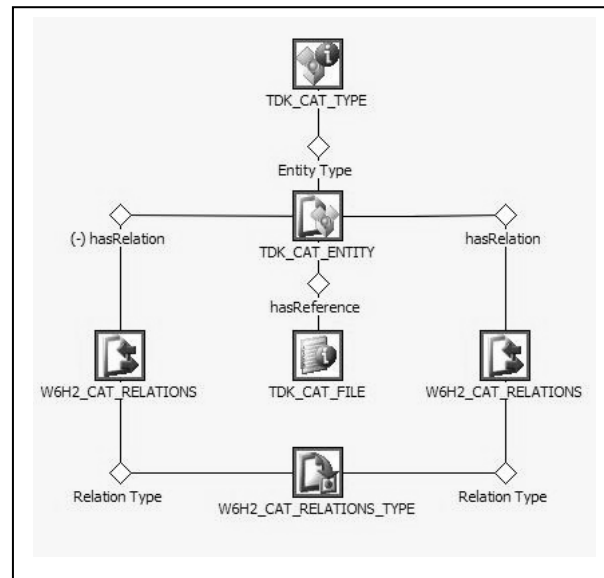 TDK_CAT_TYPE
Entity Type
(-) hasRelation
hasRelation
TDK_CAT_ENTITY
hasReference
W6H2_CAT_RELATIONS
TDK_CAT_FILE
W6H2_CAT_RELATIONS
Relation Type
Relation Type
W6H2_CAT_RELATIONS_TYPE